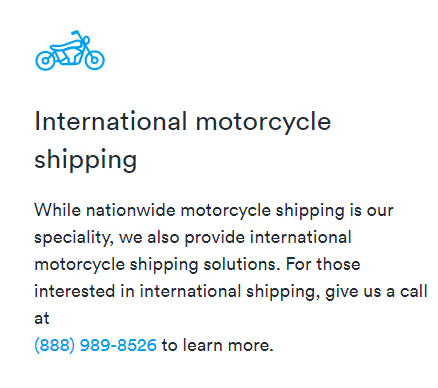 International motorcycle
shipping
While nationwide motorcycle shipping is our
speciality, we also provide international
motorcycle shipping solutions. For those
interested in international shipping, give us a call
at
(888) 989-8526 to learn more.